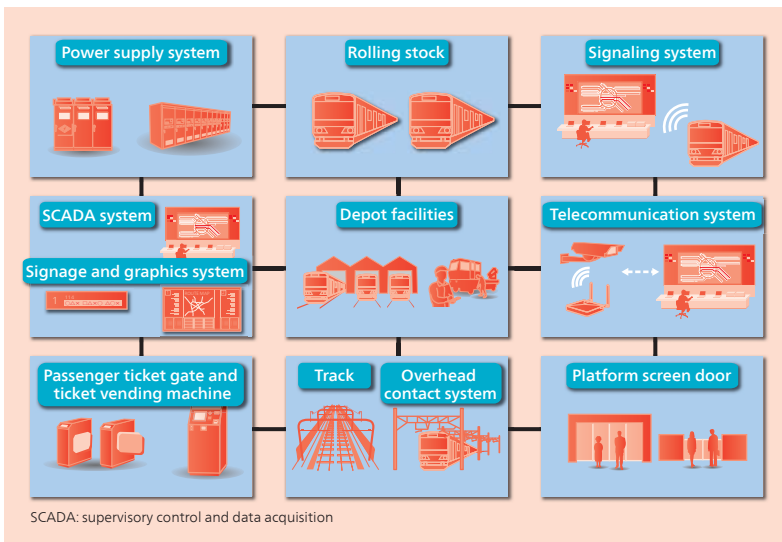 Power supply system
Rolling stock
Signaling system
SCADA system
Signage and graphics system
Depot facilities
Telecommunication system
Passenger ticket gate and
ticket vending machine
Track
Overhead
contact system
Platform screen door
SCADA: supervisory control and data acquisition